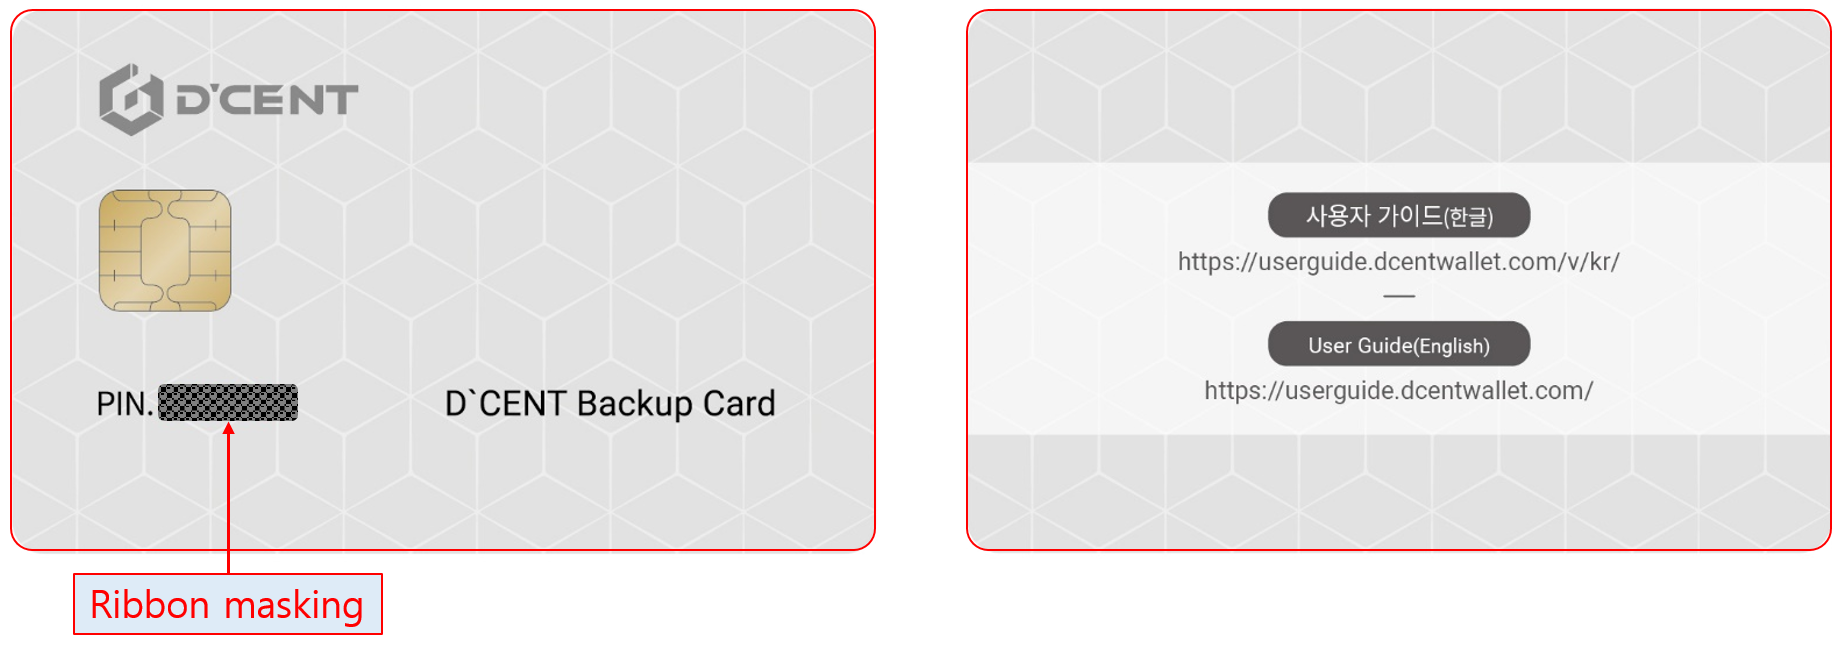 D'CENT
PIN.
D`CENT Backup Card
Ribbon masking
사용자 가이드(한글)
https://userguide.dcentwallet.com/v/kr/
User Guide(English)
https://userguide.dcentwallet.com/